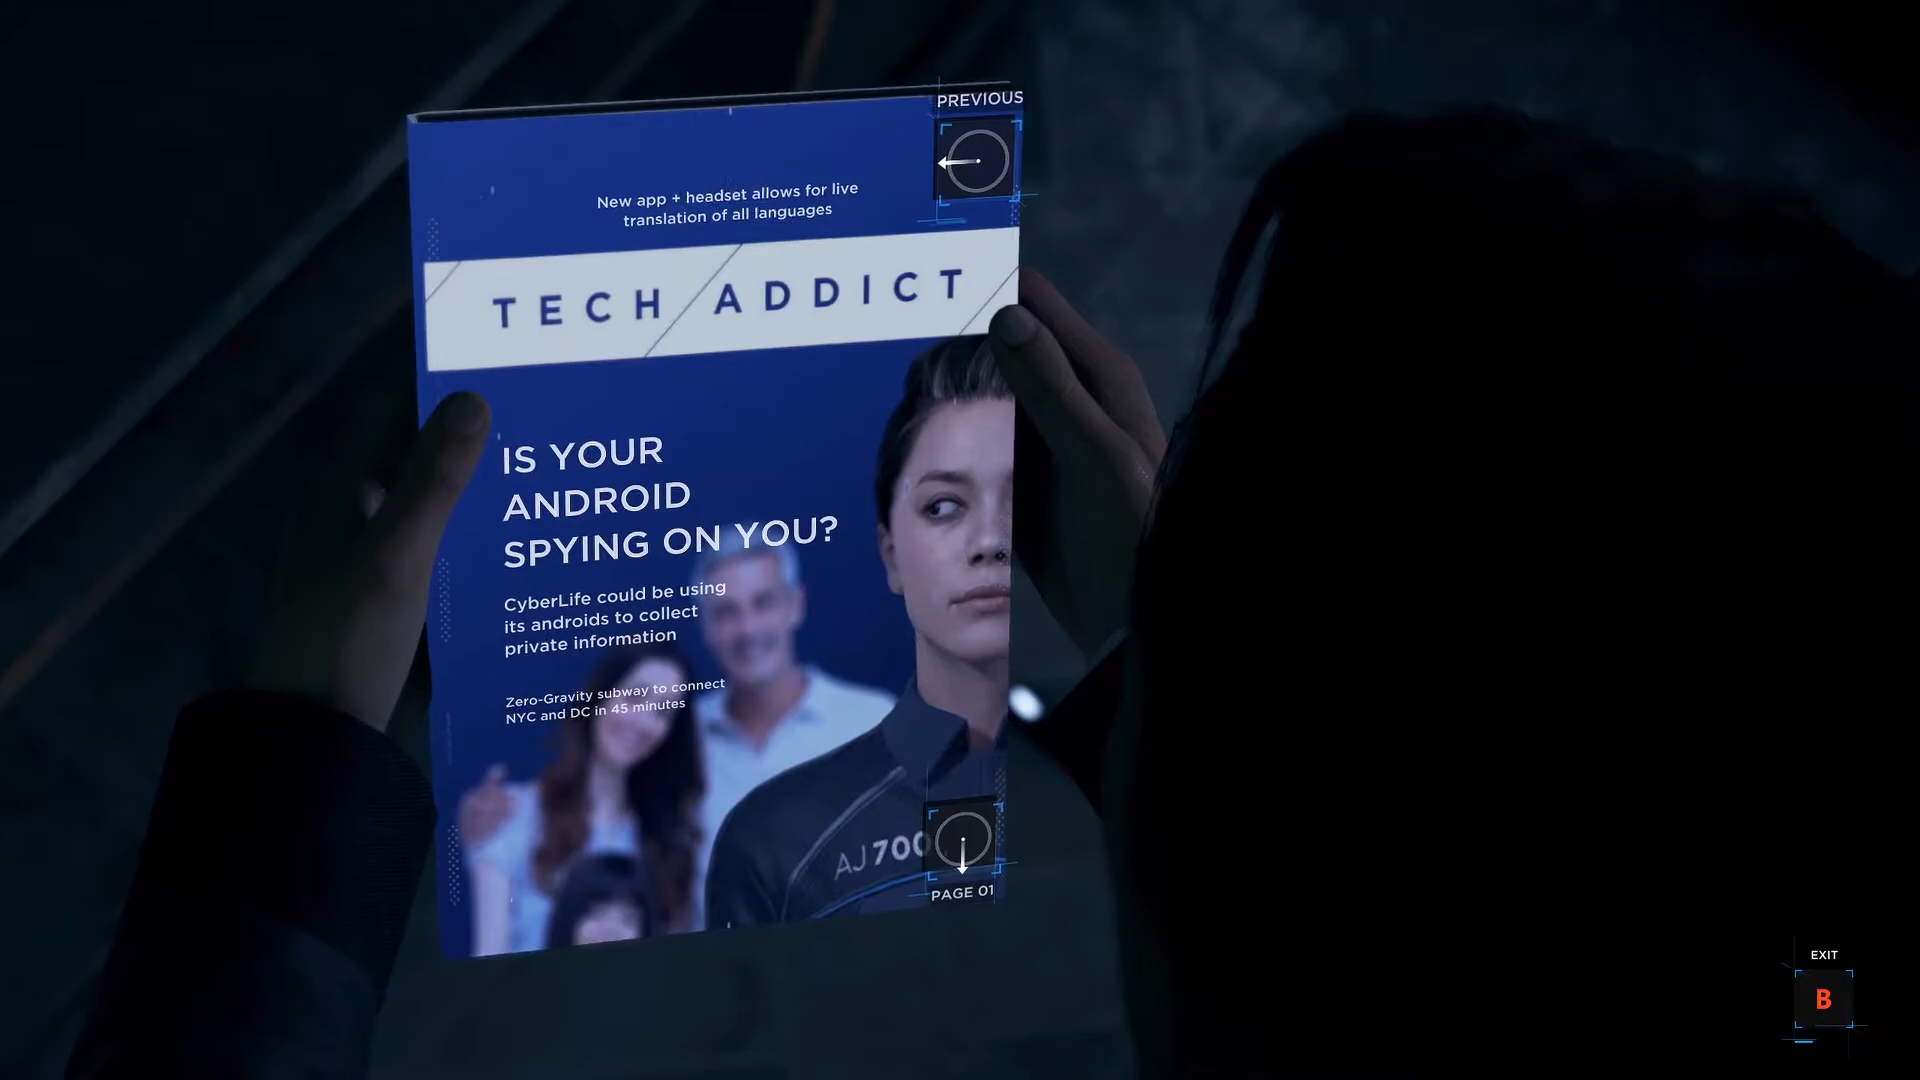 PREVIOUS
New app + headset allows for live
translation of all languages
TECH ADDICT
IS YOUR
ANDROID
SPYING ON YOU?
CyberLife could be using
its androids to collect
private information
Zero-Gravity subway to connect
NYC and DC in 45 minutes
AJ700
PAGE 01
EXIT
B